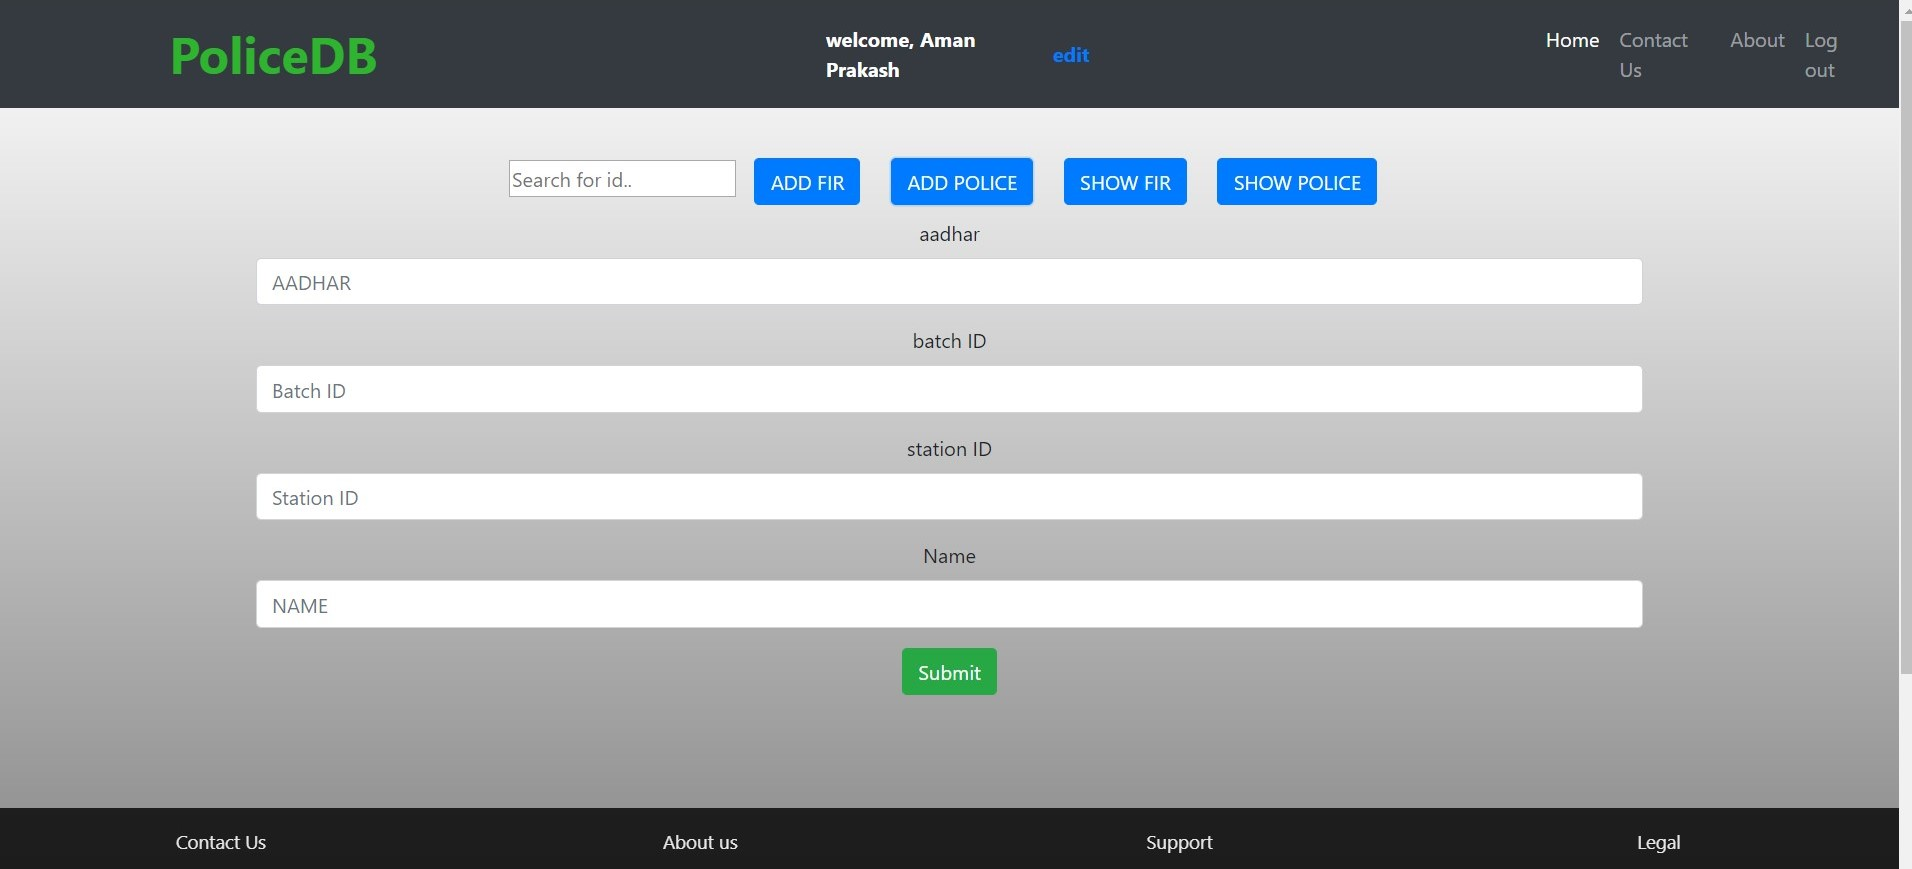 PoliceDB
welcome, Aman
Prakash
edit
Home
Contact
Us
About
Log
out
Search for id..
ADD FIR
ADD POLICE
SHOW FIR
SHOW POLICE
aadhar
AADHAR
batch ID
Batch ID
station ID
Station ID
Name
NAME
Submit
Contact Us
About us
Support
Legal